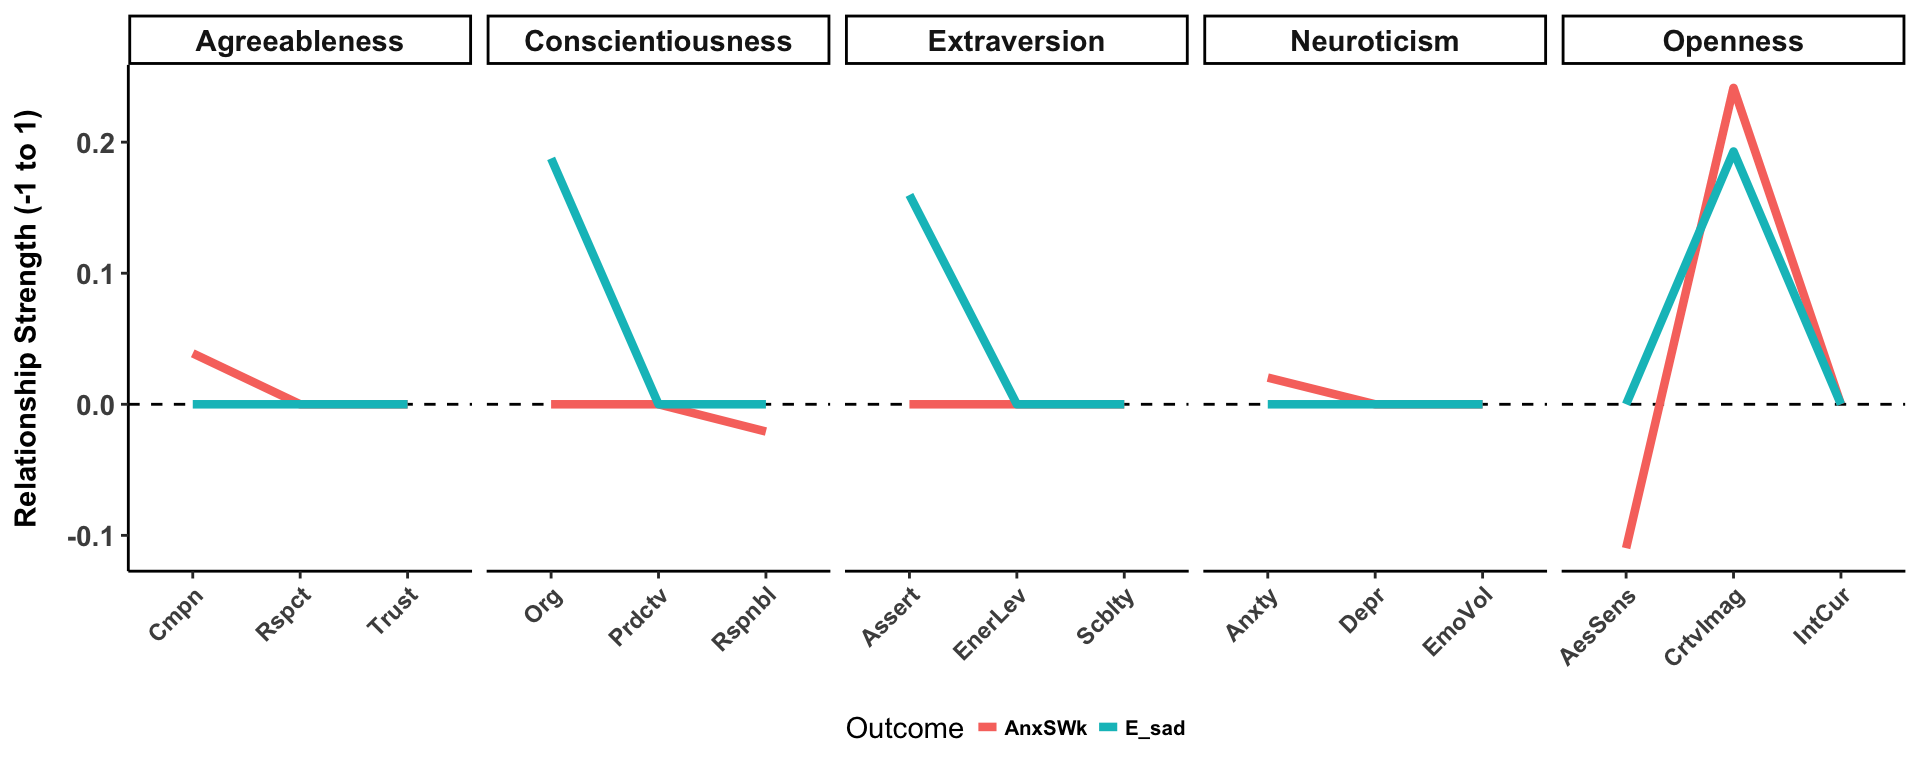 Agreeableness Conscientiousness Extraversion Neuroticism Openness
Relationship Strength (-1 to 1)
0.2
0.1
0.0
-0.1
Cmpn Rspct Trust Org Prdctv Rspnbl Assert EnerLev Scblty Anxty Depr EmoVol AesSens CrtvImag IntCur
Outcome AnxSWk E_sad